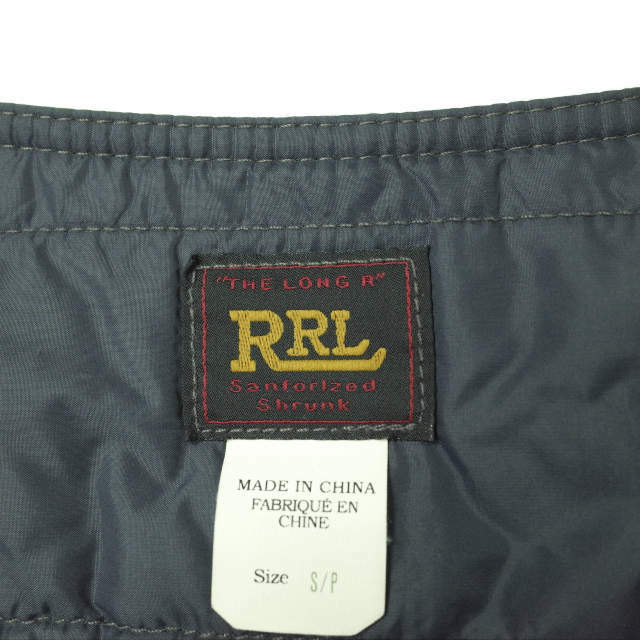 "THE LONG R"
RRL
Sanforized
Shrunk
MADE IN CHINA
FABRIQUÉ EN
CHINE
Size S/P